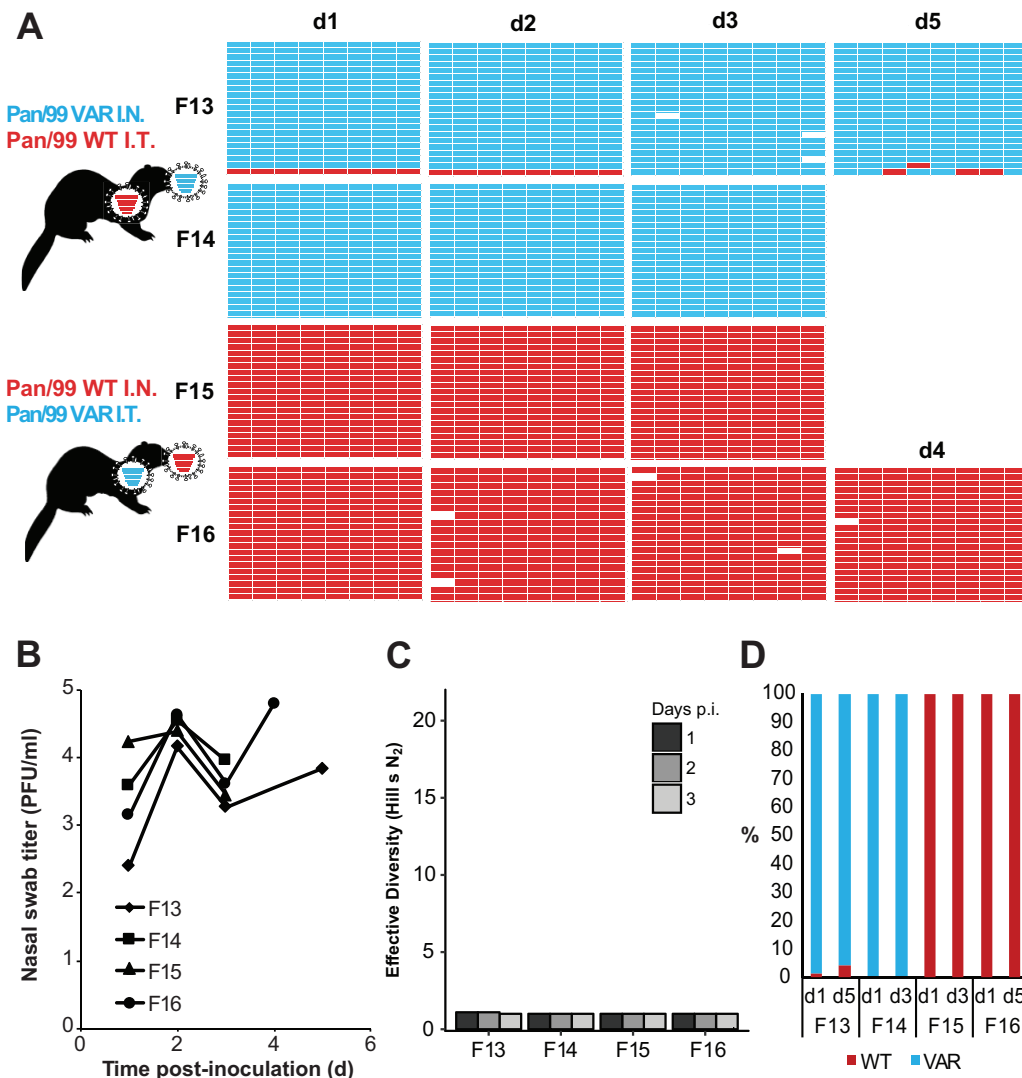 A
d1 d2 d3 d5
F13
Pan/99 VAR I.N.
Pan/99 WT I.T.
F14
F15
Pan/99 WT I.N.
Pan/99 VAR I.T.
d4
F16
B
Nasal swab titer (PFU/ml)
5
4
3
2
1
0
0 2 4 6
Time post-inoculation (d)
F13
F14
F15
F16
C
Effective Diversity (Hill s N2)
20
15
10
5
0
Days p.i.
1
2
3
F13 F14 F15 F16
D
%
100
90
80
70
60
50
40
30
20
10
0
d1 d5 d1 d3 d1 d3 d1 d5
F13 F14 F15 F16
WT VAR